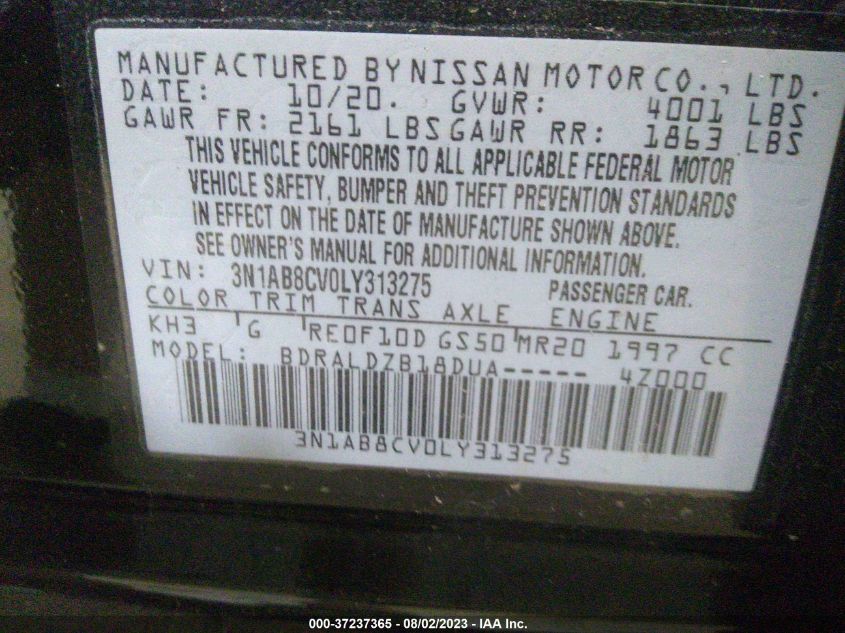 MANUFACTURED BY NISSAN MOTOR CO., LTD.
DATE: 10/20. GVWR: 4001 LBS
GAWR FR: 2161 LBS GAWR RR: 1863 LBS
THIS VEHICLE CONFORMS TO ALL APPLICABLE FEDERAL MOTOR
VEHICLE SAFETY, BUMPER AND THEFT PREVENTION STANDARDS
IN EFFECT ON THE DATE OF MANUFACTURE SHOWN ABOVE.
SEE OWNER'S MANUAL FOR ADDITIONAL INFORMATION.
VIN: 3N1AB8CV0LY313275 PASSENGER CAR.
COLOR TRIM TRANS AXLE ENGINE
KH3 G RE0F10D GS50 MR20 1997 CC
MODEL: BDRALDZB18DUA----- 4Z000
3N1AB8CV0LY313275
000-37237365 - 08/02/2023 - IAA Inc.